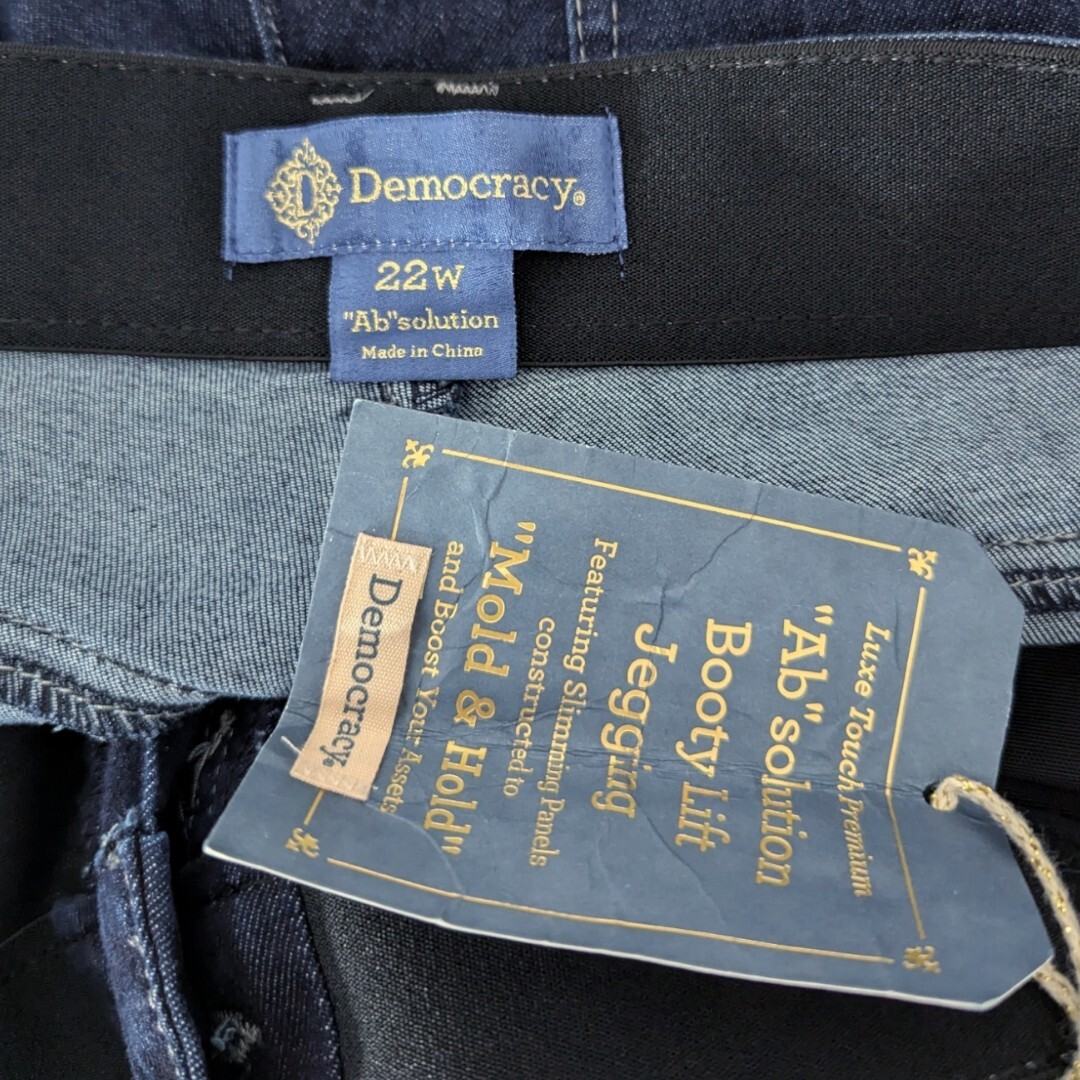 D Democracy®
22W
"Ab"solution
Made in China
Luxe Touch Premium
"Ab"solution
Booty Lift
Jegging
Featuring Slimming Panels
constructed to
"Mold & Hold"
and Boost Your Assets
Democracy®